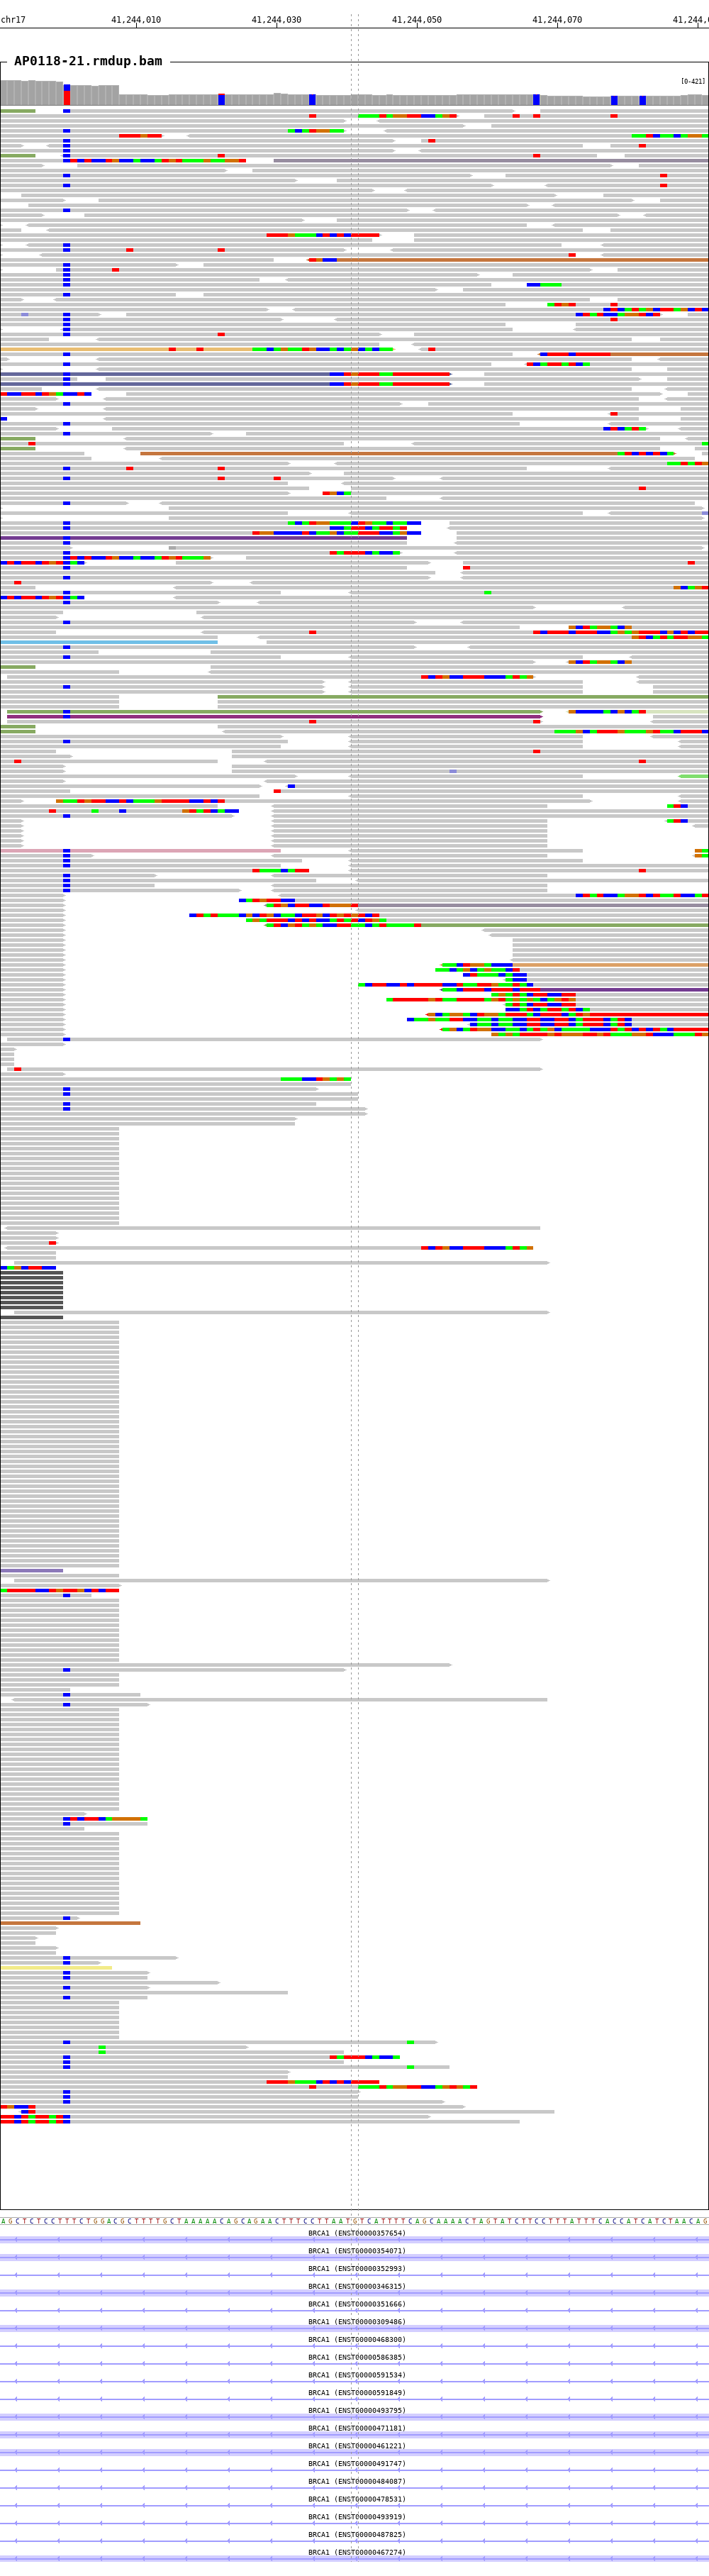 chr17 41,244,010 41,244,030 41,244,050 41,244,070
AP0118-21.rmdup.bam
[0-421]
AGCTCTCCTTTCTGGACGCTTTTGCTAAAAACAGCAGAACTTTCCTTAATGTCATTTTCAGCAAAACTAGTATCTTCCTTTATTTCACCATCATCTAACAG
BRCA1 (ENST00000357654)
BRCA1 (ENST00000354071)
BRCA1 (ENST00000352993)
BRCA1 (ENST00000346315)
BRCA1 (ENST00000351666)
BRCA1 (ENST00000309486)
BRCA1 (ENST00000468300)
BRCA1 (ENST00000586385)
BRCA1 (ENST00000591534)
BRCA1 (ENST00000591849)
BRCA1 (ENST00000493795)
BRCA1 (ENST00000471181)
BRCA1 (ENST00000461221)
BRCA1 (ENST00000491747)
BRCA1 (ENST00000484087)
BRCA1 (ENST00000478531)
BRCA1 (ENST00000493919)
BRCA1 (ENST00000487825)
BRCA1 (ENST00000467274)